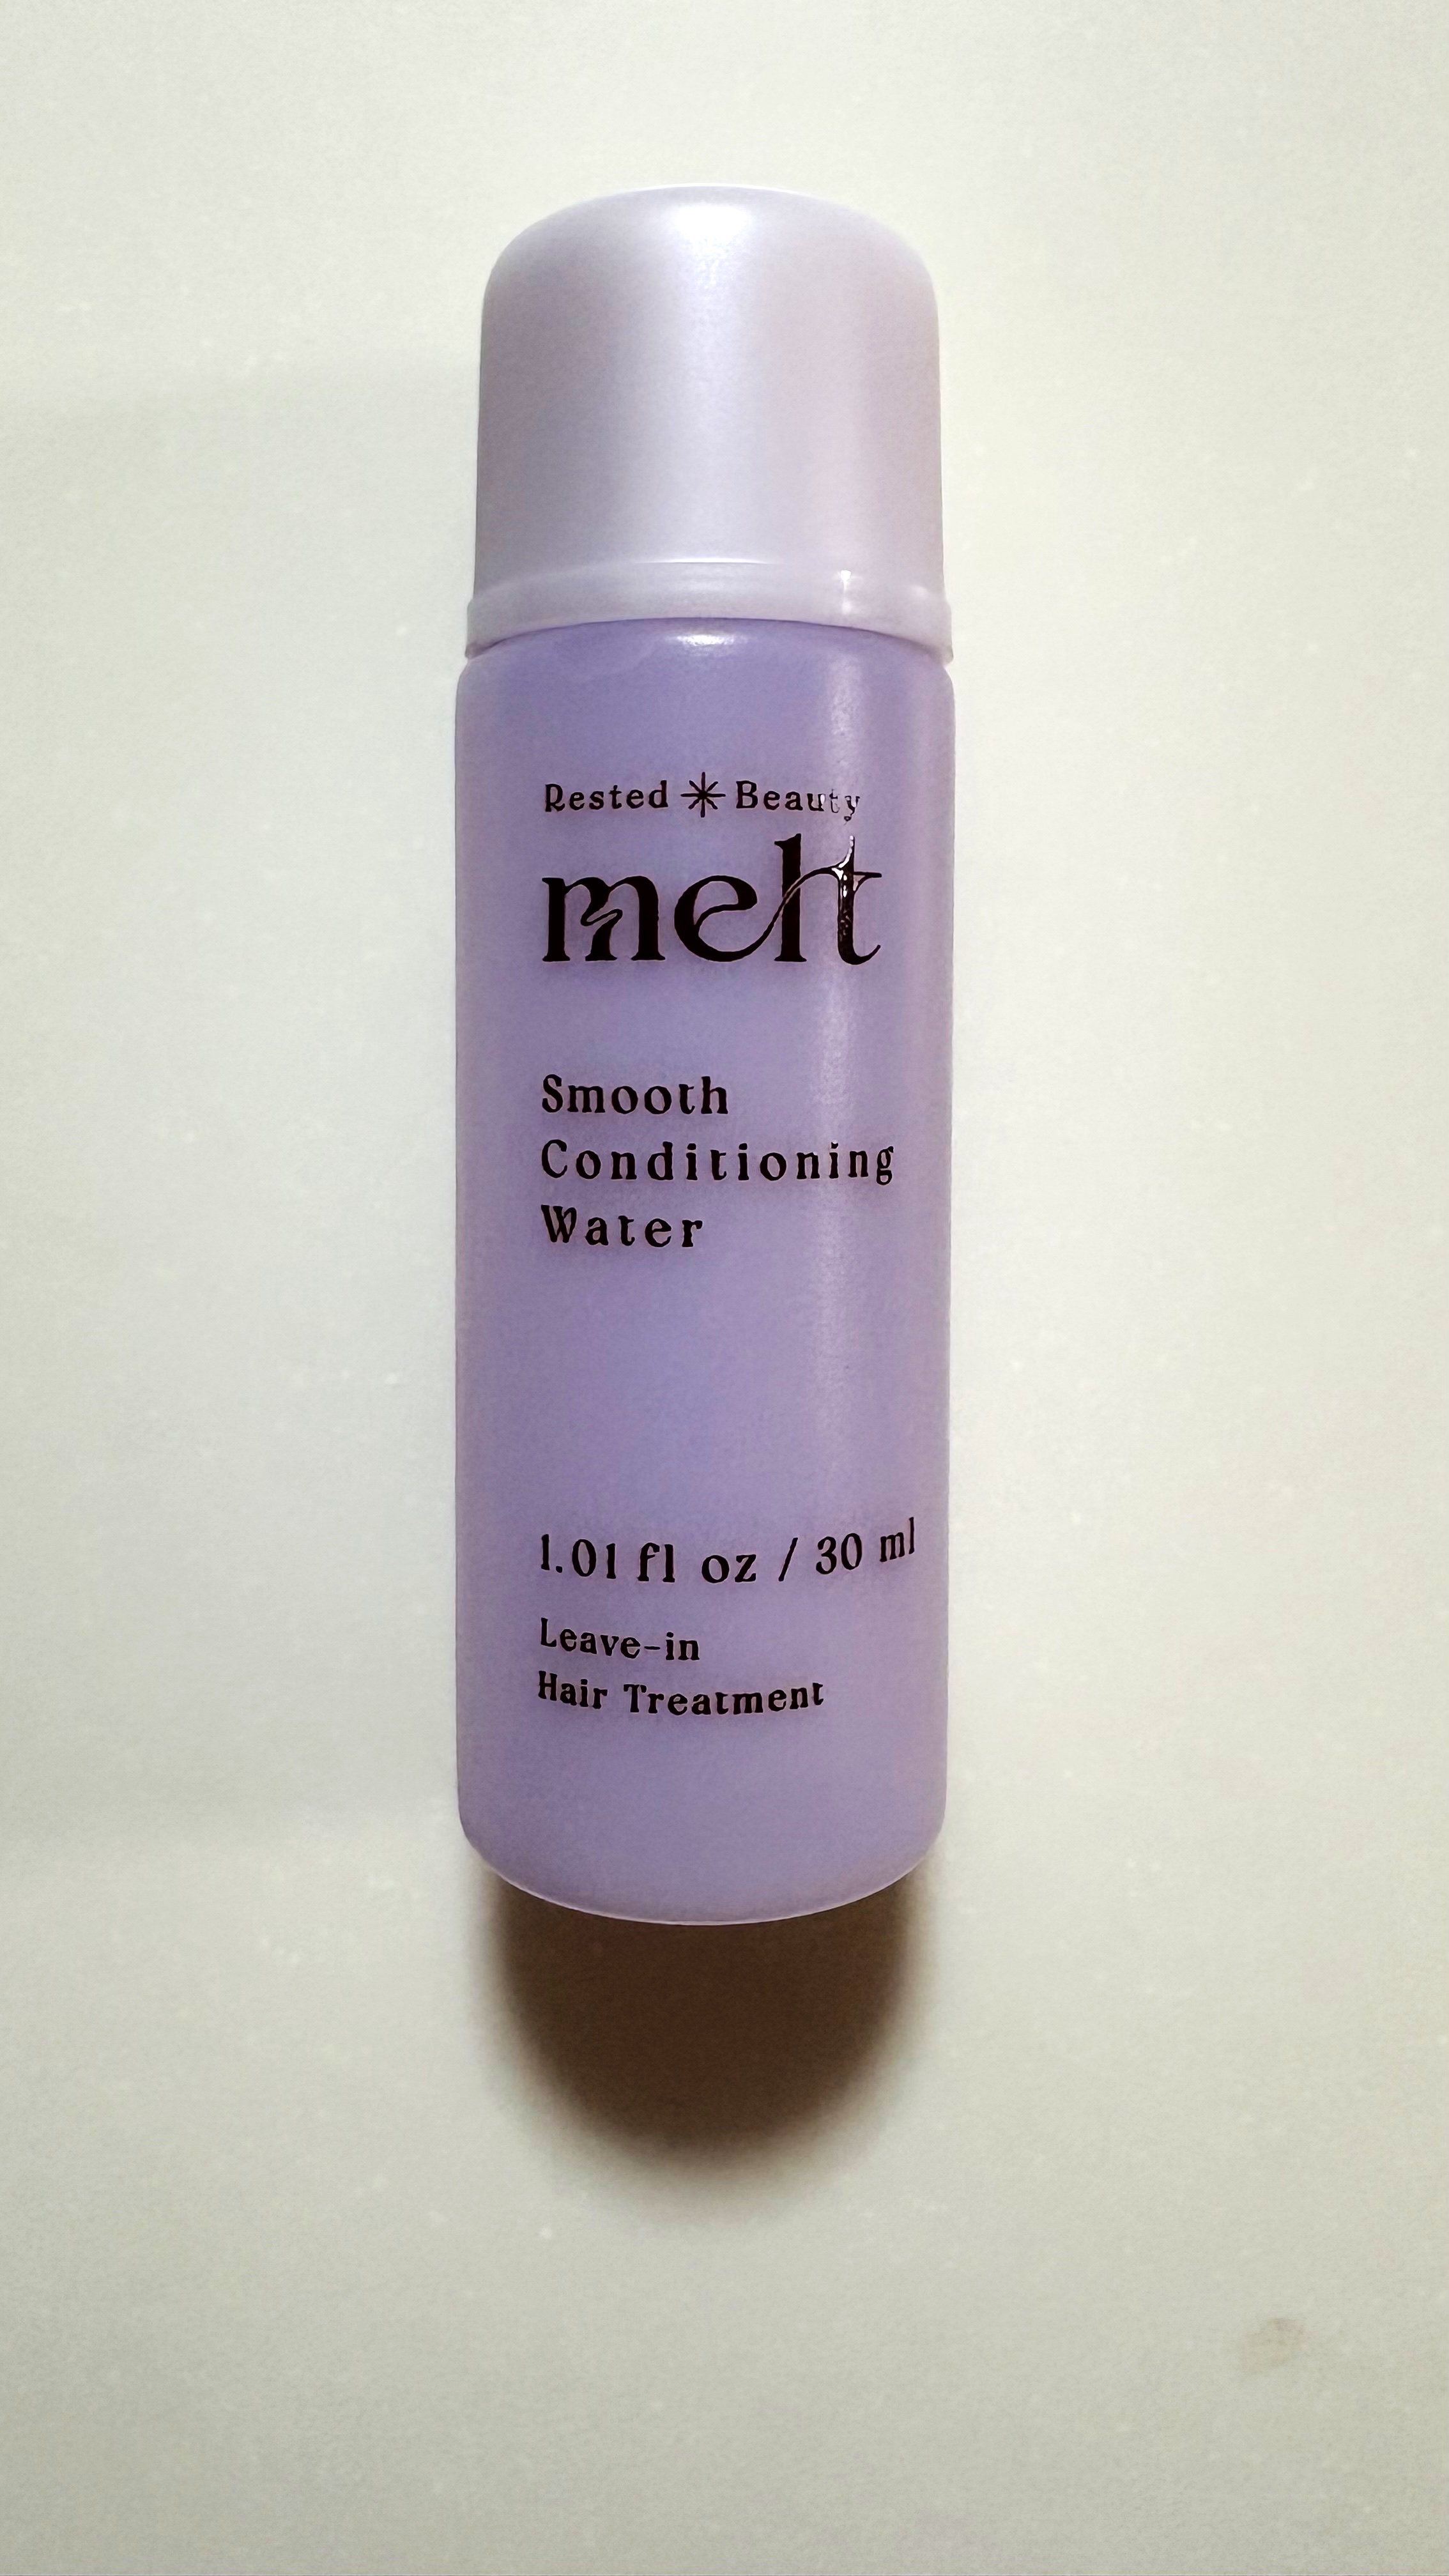 Rested Beauty
melt
Smooth
Conditioning
Water
1.01 fl oz / 30 ml
Leave-in
Hair Treatment